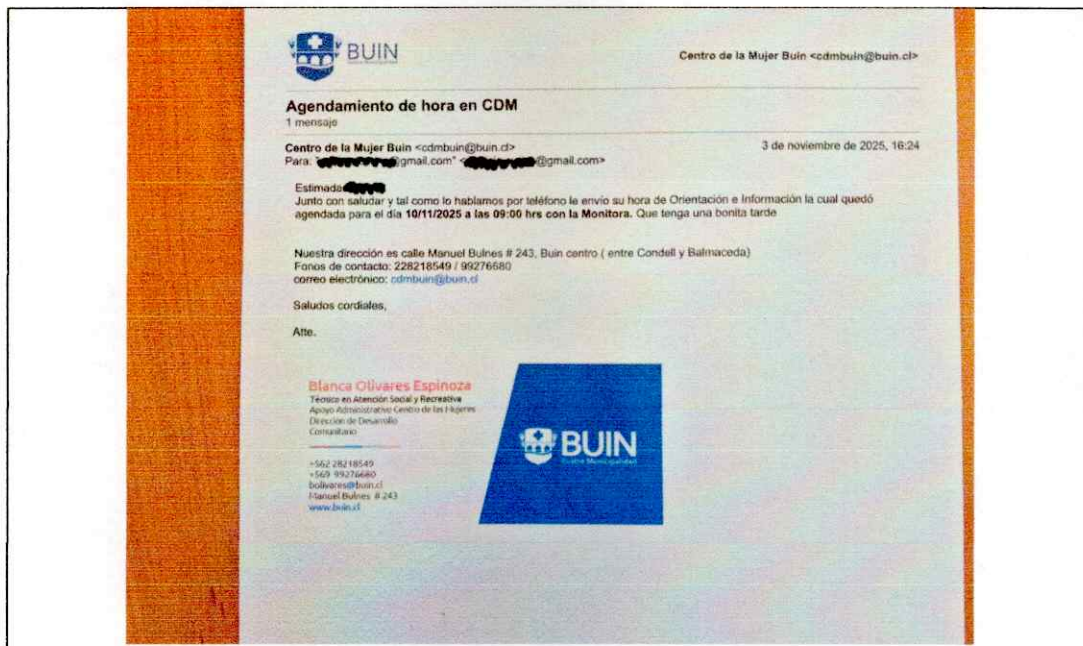 BUIN
Centro de la Mujer Buin <cdmbuin@buin.cl>
Agendamiento de hora en CDM
1 mensaje
Centro de la Mujer Buin <cdmbuin@buin.cl>
3 de noviembre de 2025, 16:24
Para: @gmail.com" < @gmail.com>
Estimada
Junto con saludar y tal como lo hablamos por teléfono le envío su hora de Orientación e Información la cual quedó
agendada para el día 10/11/2025 a las 09:00 hrs con la Monitora. Que tenga una bonita tarde
Nuestra dirección es calle Manuel Bulnes # 243, Buin centro ( entre Condell y Balmaceda)
Fonos de contacto: 228218549 / 99276680
correo electrónico: cdmbuin@buin.cl
Saludos cordiales,
Atte.
Blanca Olivares Espinoza
Técnico en Atención Social y Recreativa
Apoyo Administrativo Centro de las Mujeres
Dirección de Desarrollo
Comunitario
+562 28218549
+569 99276680
bolivares@buin.cl
Manuel Bulnes # 243
www.buin.cl
BUIN
Ilustre Municipalidad